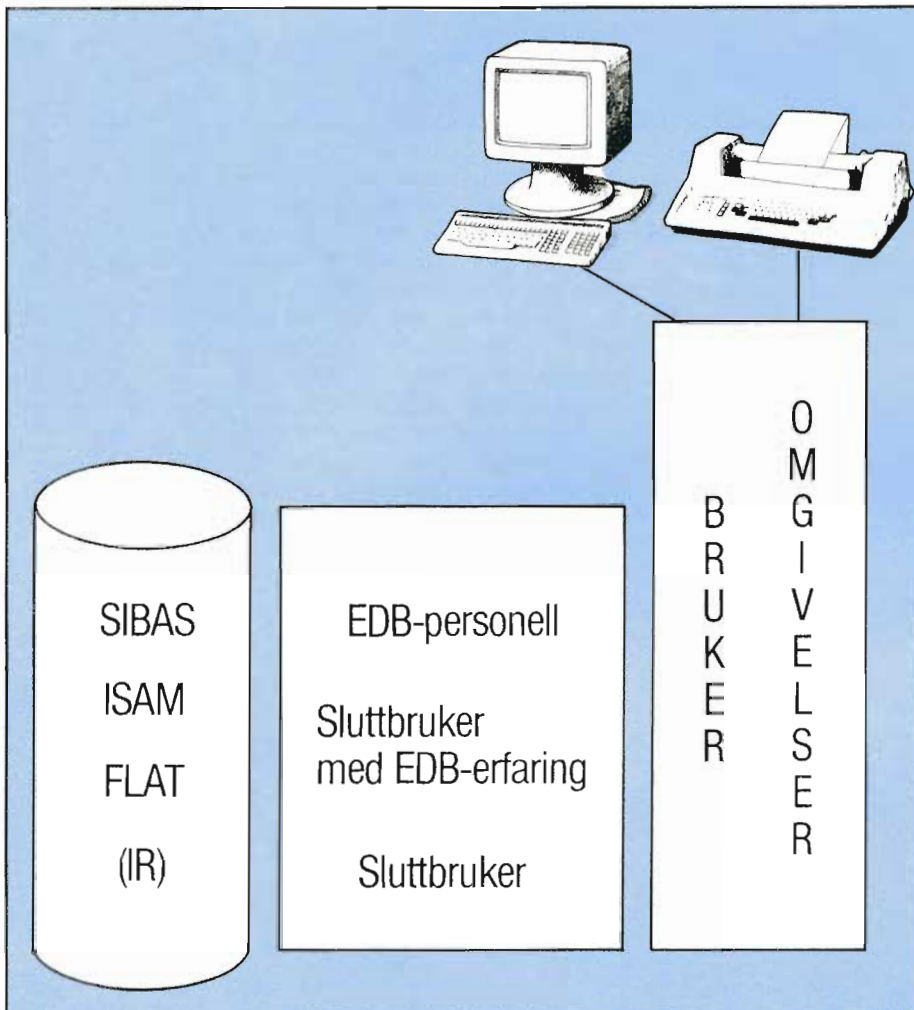 SIBAS
ISAM
FLAT
(IR)
EDB-personell
Sluttbruker
med EDB-erfaring
Sluttbruker
BRUKER
OMGIVELSER